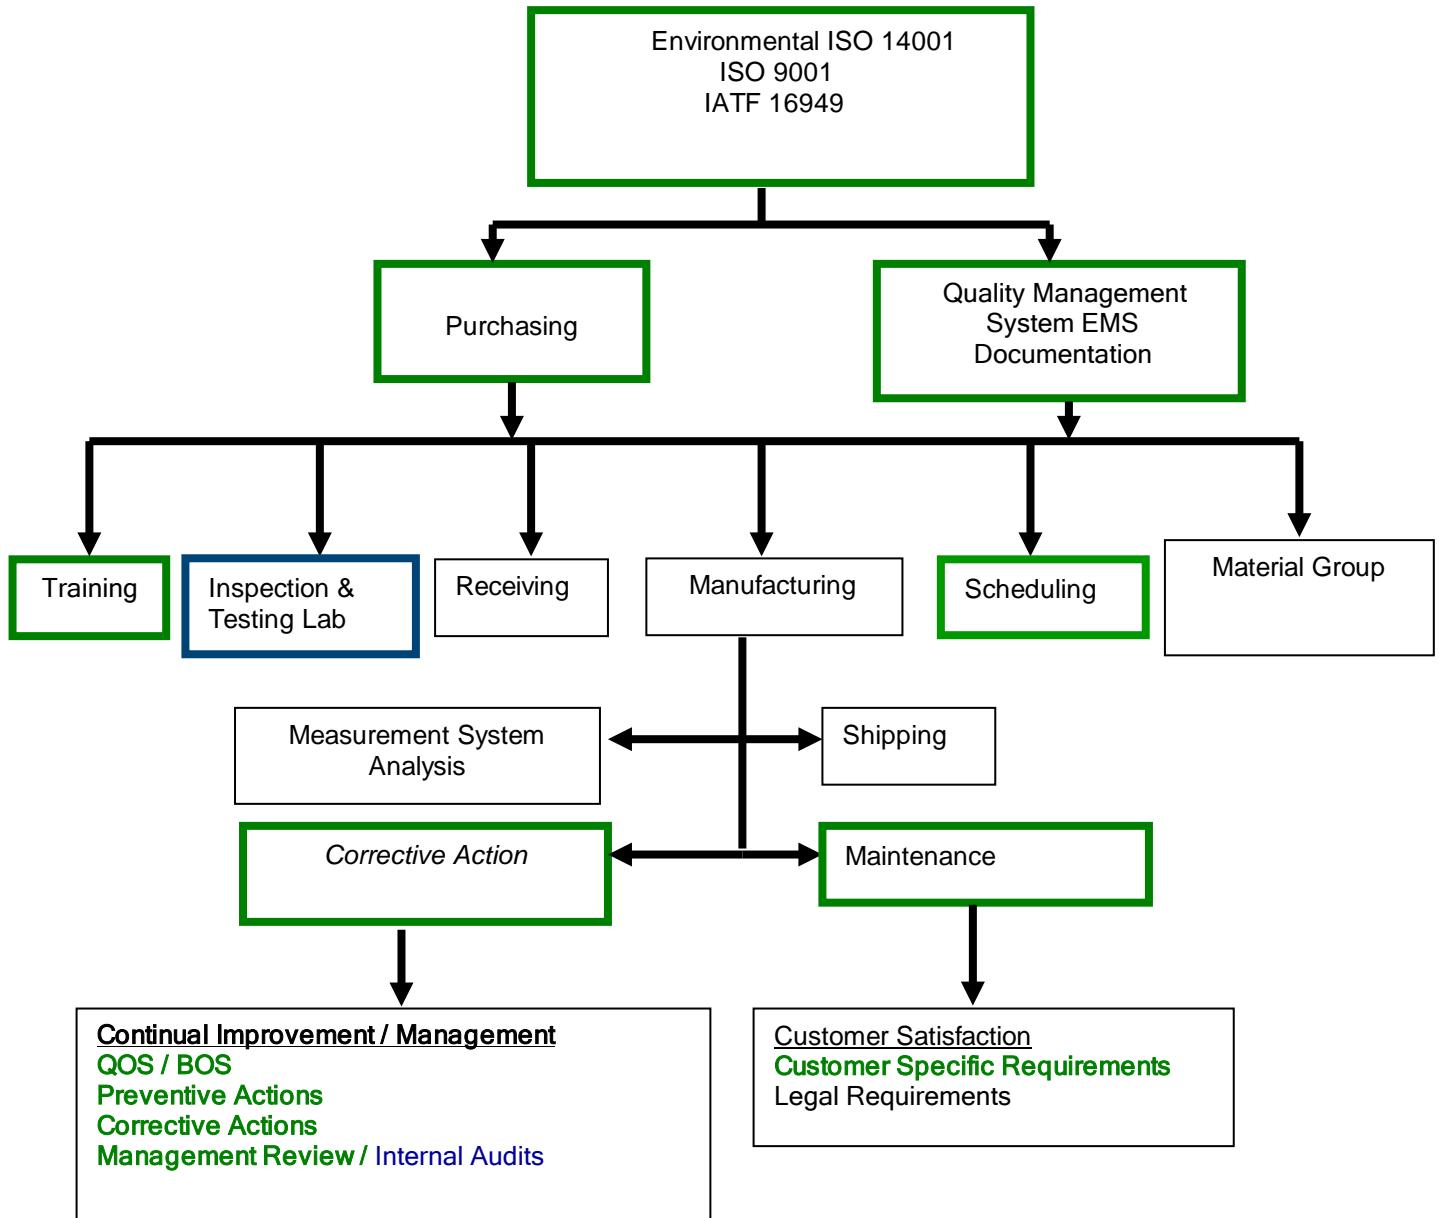 Environmental ISO 14001
ISO 9001
IATF 16949
Purchasing
Quality Management
System EMS
Documentation
Training
Inspection &
Testing Lab
Receiving
Manufacturing
Scheduling
Material Group
Measurement System
Analysis
Shipping
Corrective Action
Maintenance
Continual Improvement / Management
QOS / BOS
Preventive Actions
Corrective Actions
Management Review / Internal Audits
Customer Satisfaction
Customer Specific Requirements
Legal Requirements